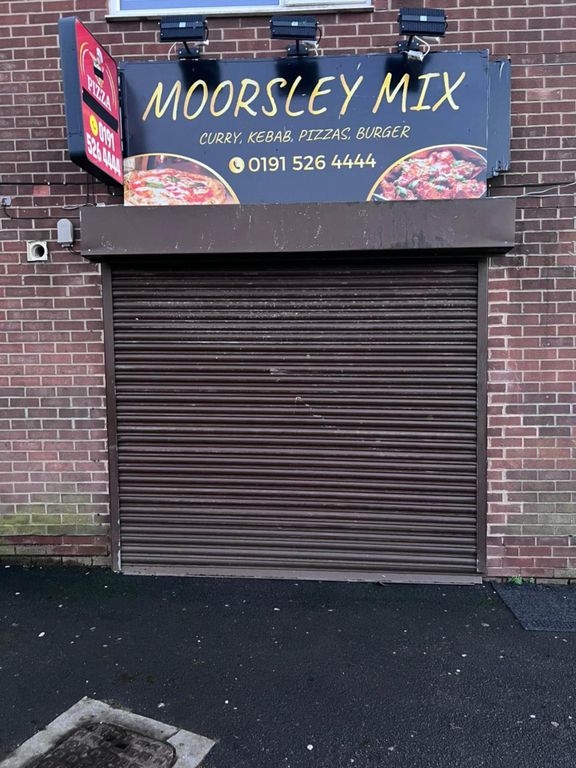 MOORSLEY MIX
CURRY, KEBAB, PIZZAS, BURGER
0191 526 4444
PIZZA
0191
526 4444